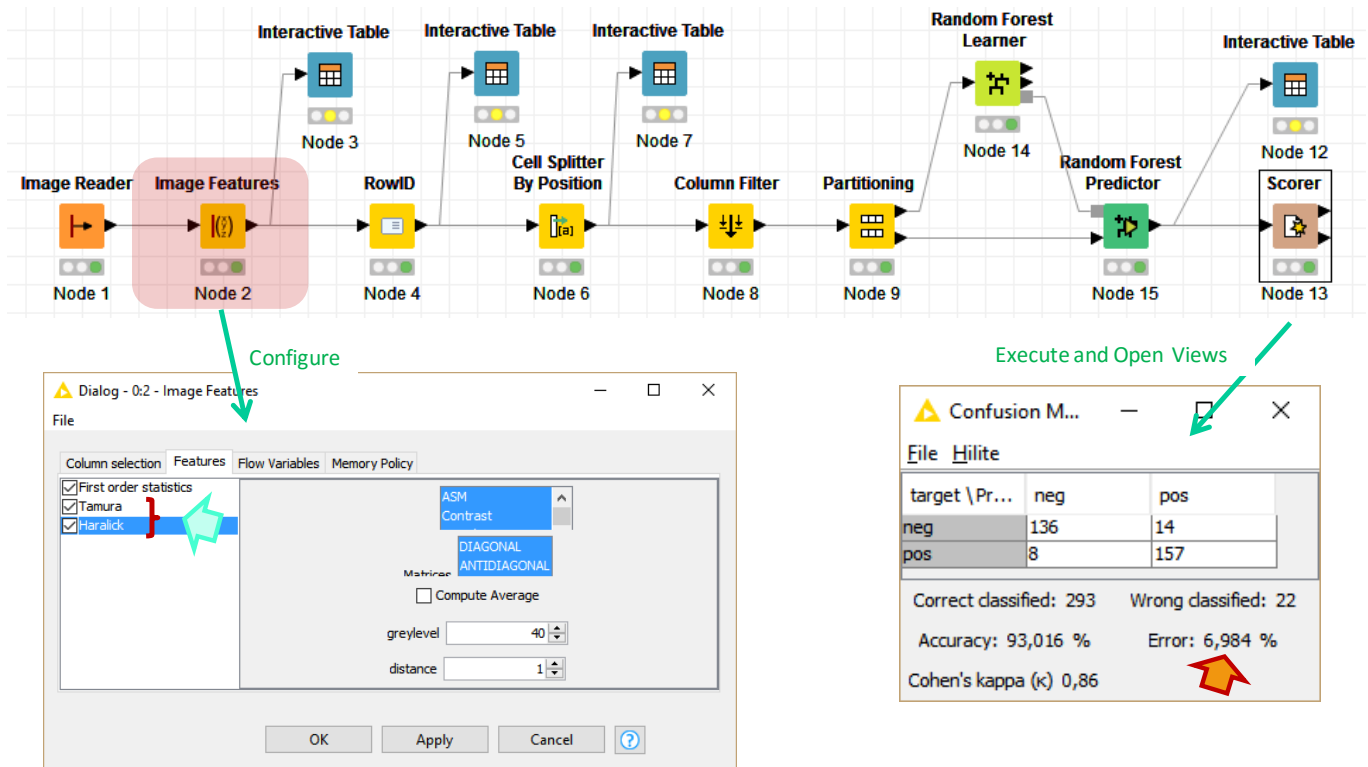 Random Forest
Learner
Interactive Table
Interactive Table
Interactive Table
Interactive Table
Node 3
Node 5
Node 7
Node 14
Node 12
Image Reader
Image Features
RowID
Cell Splitter
By Position
Column Filter
Partitioning
Random Forest
Predictor
Scorer
[a]
Node 1
Node 2
Node 4
Node 6
Node 8
Node 9
Node 15
Node 13
Configure
Execute and Open Views
Dialog - 0:2 - Image Features
File
Column selection
Features
Flow Variables
Memory Policy
First order statistics
Tamura
Haralick
ASM
Contrast
DIAGONAL
ANTIDIAGONAL
Matrices
Compute Average
greylevel
40
distance
1
OK
Apply
Cancel
?
Confusion M...
File Hilite
target \ Pr... neg pos
neg 136 14
pos 8 157
Correct classified: 293 Wrong classified: 22
Accuracy: 93,016 % Error: 6,984 %
Cohen's kappa (κ) 0,86